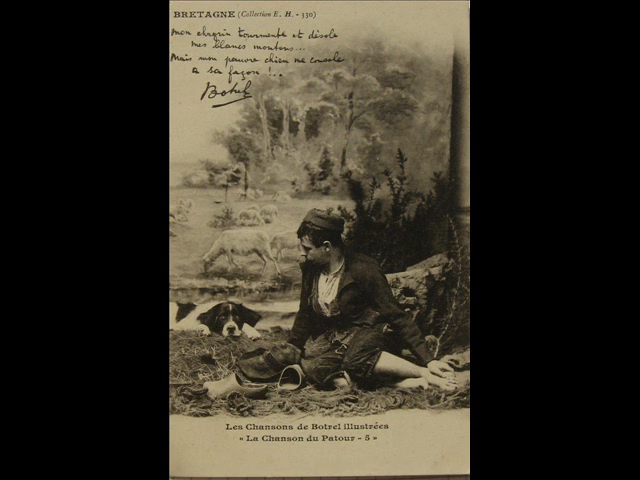 BRETAGNE (Collection E. H. - 330)
mon chagrin tourmente et désole
mes blancs moutons...
Mais mon pauvre chien me console
a sa façon !..
Botrel
Les Chansons de Botrel illustrées
« La Chanson du Patour - 5 »